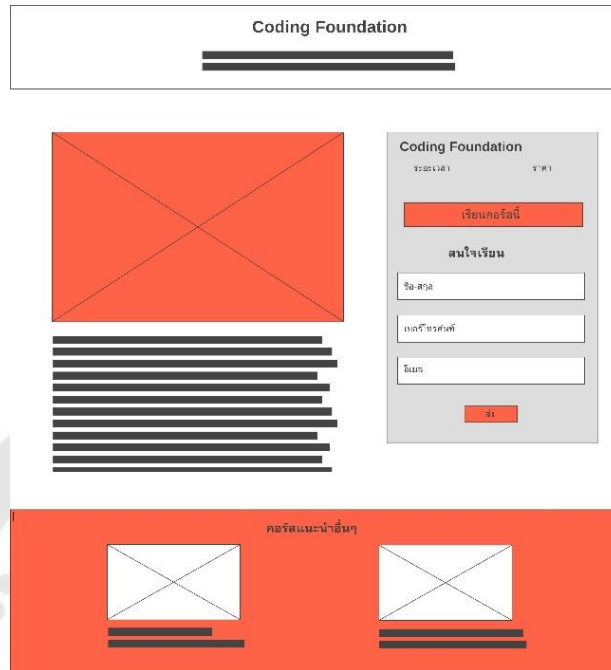 Coding Foundation
Coding Foundation
ระยะเวลา ราคา
เรียนคอร์สนี้
สนใจเรียน
ชื่อ-สกุล
เบอร์โทรศัพท์
อีเมล
ส่ง
คอร์สแนะนำอื่นๆ